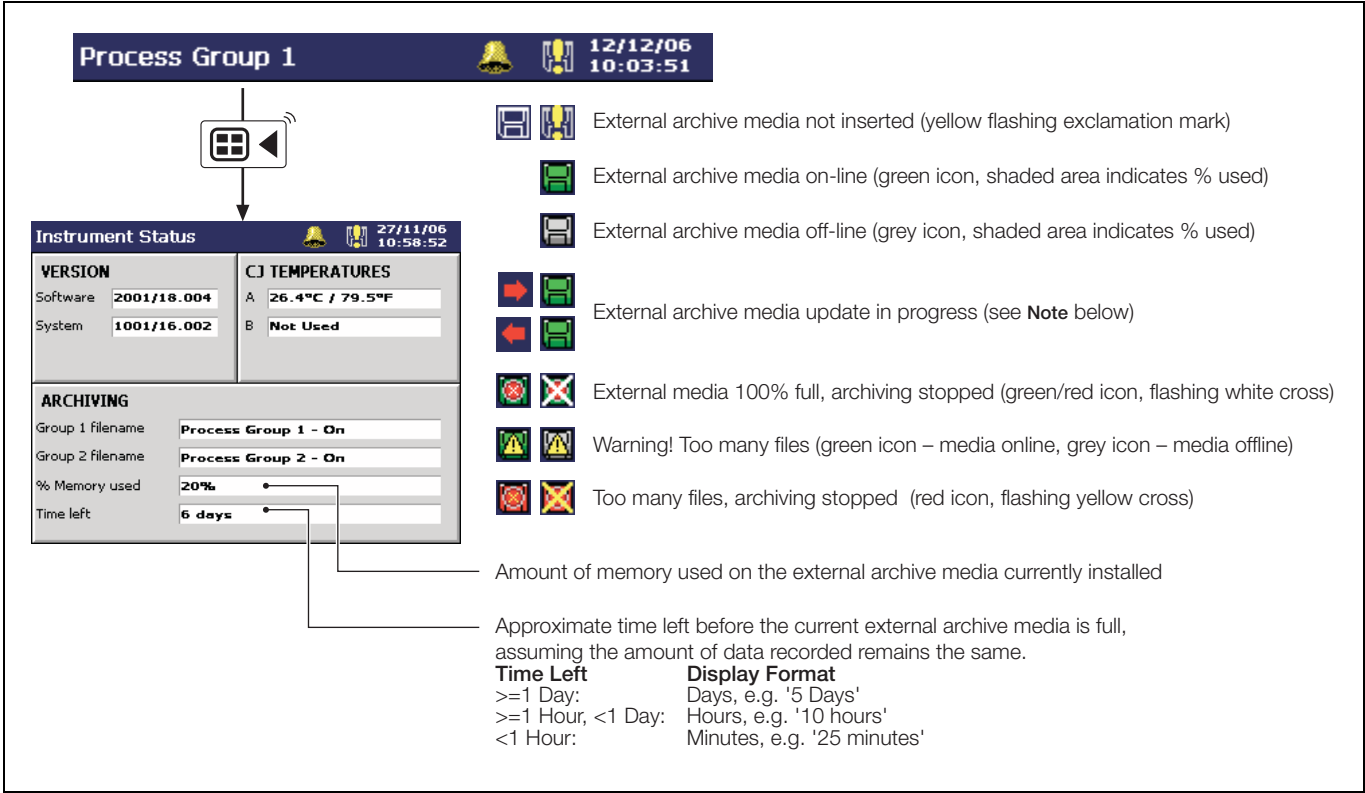 Process Group 1
12/12/06
10:03:51
External archive media not inserted (yellow flashing exclamation mark)
External archive media on-line (green icon, shaded area indicates % used)
External archive media off-line (grey icon, shaded area indicates % used)
External archive media update in progress (see Note below)
External media 100% full, archiving stopped (green/red icon, flashing white cross)
Warning! Too many files (green icon – media online, grey icon – media offline)
Too many files, archiving stopped (red icon, flashing yellow cross)
Instrument Status
27/11/06
10:58:52
VERSION
Software 2001/18.004
System 1001/16.002
CJ TEMPERATURES
A 26.4°C / 79.5°F
B Not Used
ARCHIVING
Group 1 filename Process Group 1 - On
Group 2 filename Process Group 2 - On
% Memory used 20%
Time left 6 days
Amount of memory used on the external archive media currently installed
Approximate time left before the current external archive media is full,
assuming the amount of data recorded remains the same.
Time Left Display Format
>=1 Day: Days, e.g. '5 Days'
>=1 Hour, <1 Day: Hours, e.g. '10 hours'
<1 Hour: Minutes, e.g. '25 minutes'